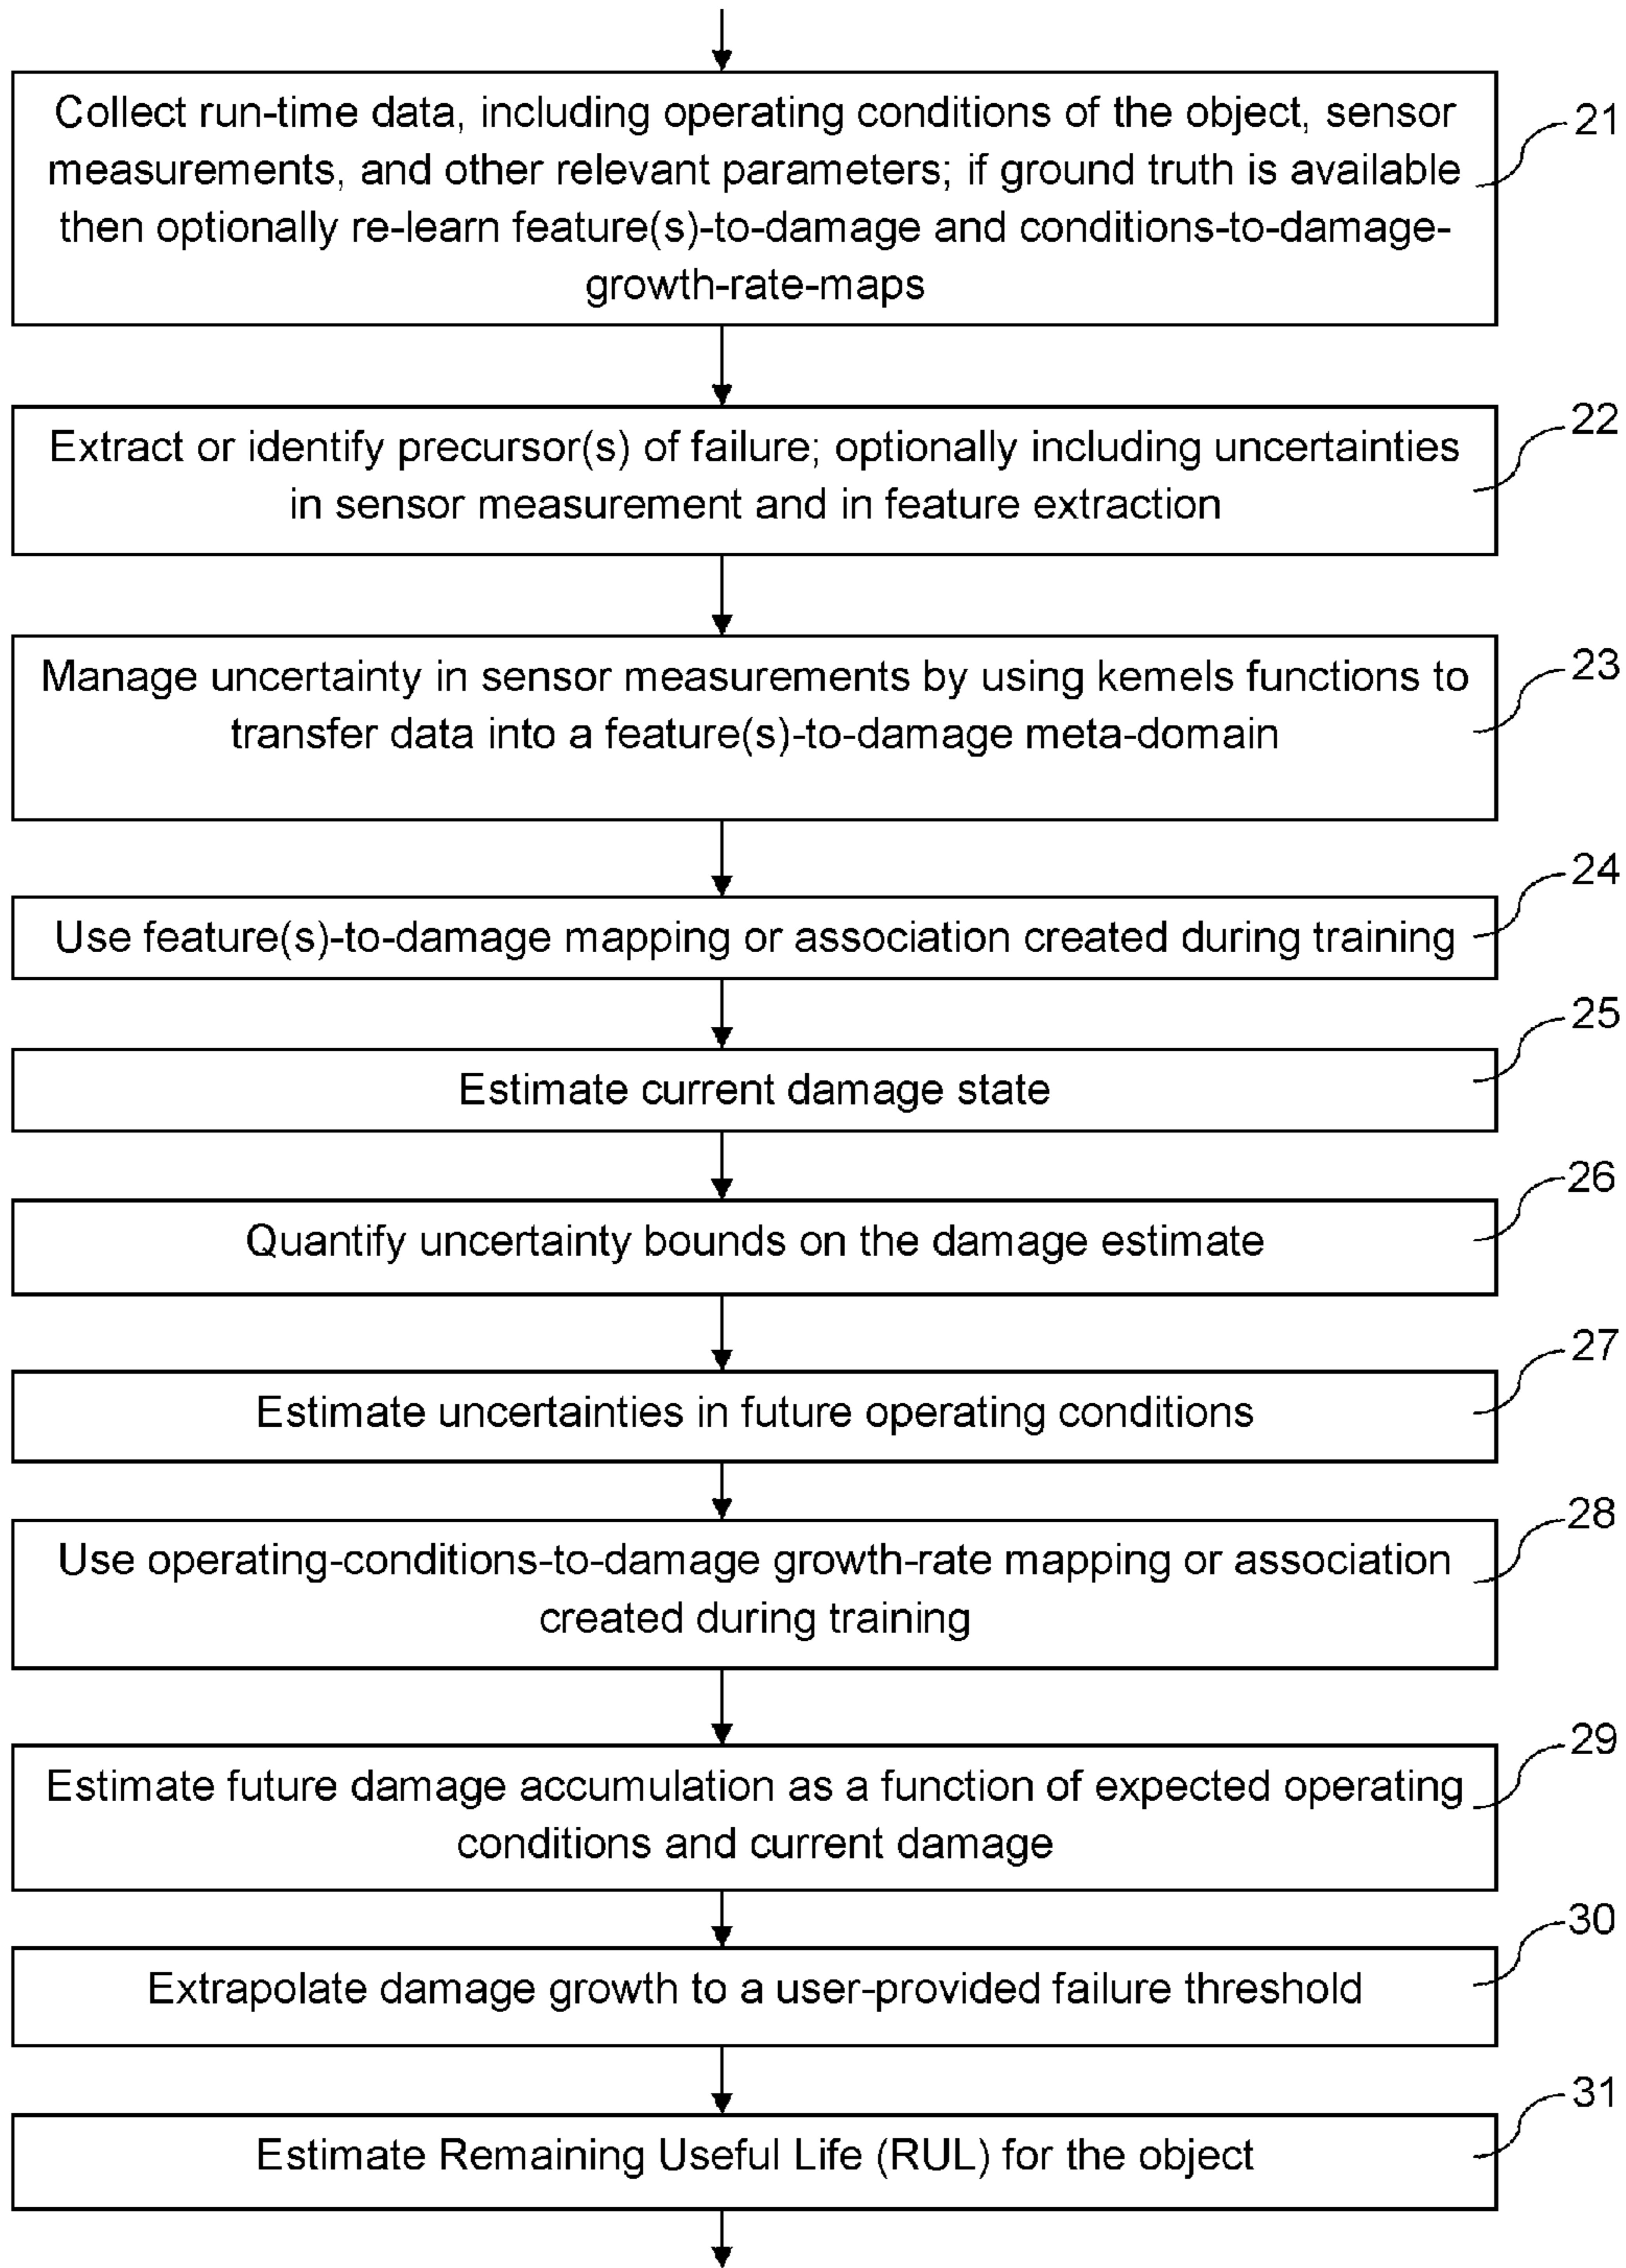 Collect run-time data, including operating conditions of the object, sensor
measurements, and other relevant parameters; if ground truth is available
then optionally re-learn feature(s)-to-damage and conditions-to-damage-
growth-rate-maps
21
Extract or identify precursor(s) of failure; optionally including uncertainties
in sensor measurement and in feature extraction
22
Manage uncertainty in sensor measurements by using kemels functions to
transfer data into a feature(s)-to-damage meta-domain
23
Use feature(s)-to-damage mapping or association created during training
24
Estimate current damage state
25
Quantify uncertainty bounds on the damage estimate
26
Estimate uncertainties in future operating conditions
27
Use operating-conditions-to-damage growth-rate mapping or association
created during training
28
Estimate future damage accumulation as a function of expected operating
conditions and current damage
29
Extrapolate damage growth to a user-provided failure threshold
30
Estimate Remaining Useful Life (RUL) for the object
31